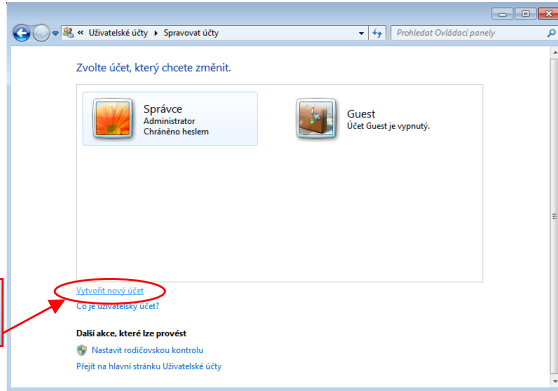 « Uživatelské účty ▸ Spravovat účty
Prohledat Ovládací panely
Zvolte účet, který chcete změnit.
Správce
Administrator
Chráněno heslem
Guest
Účet Guest je vypnutý.
Vytvořit nový účet
Co je uživatelský účet?
Další akce, které lze provést
Nastavit rodičovskou kontrolu
Přejít na hlavní stránku Uživatelské účty